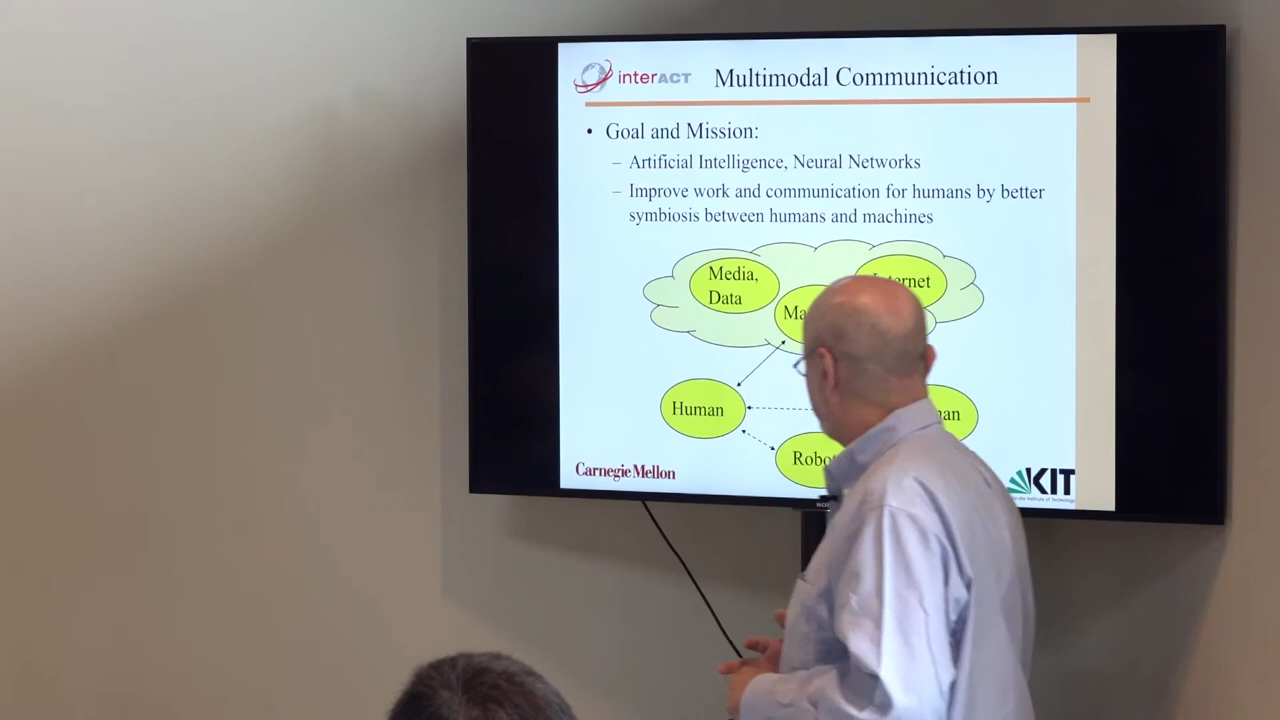 interACT
Multimodal Communication
• Goal and Mission:
– Artificial Intelligence, Neural Networks
– Improve work and communication for humans by better
symbiosis between humans and machines
Media,
Data
Human
Carnegie Mellon
KIT